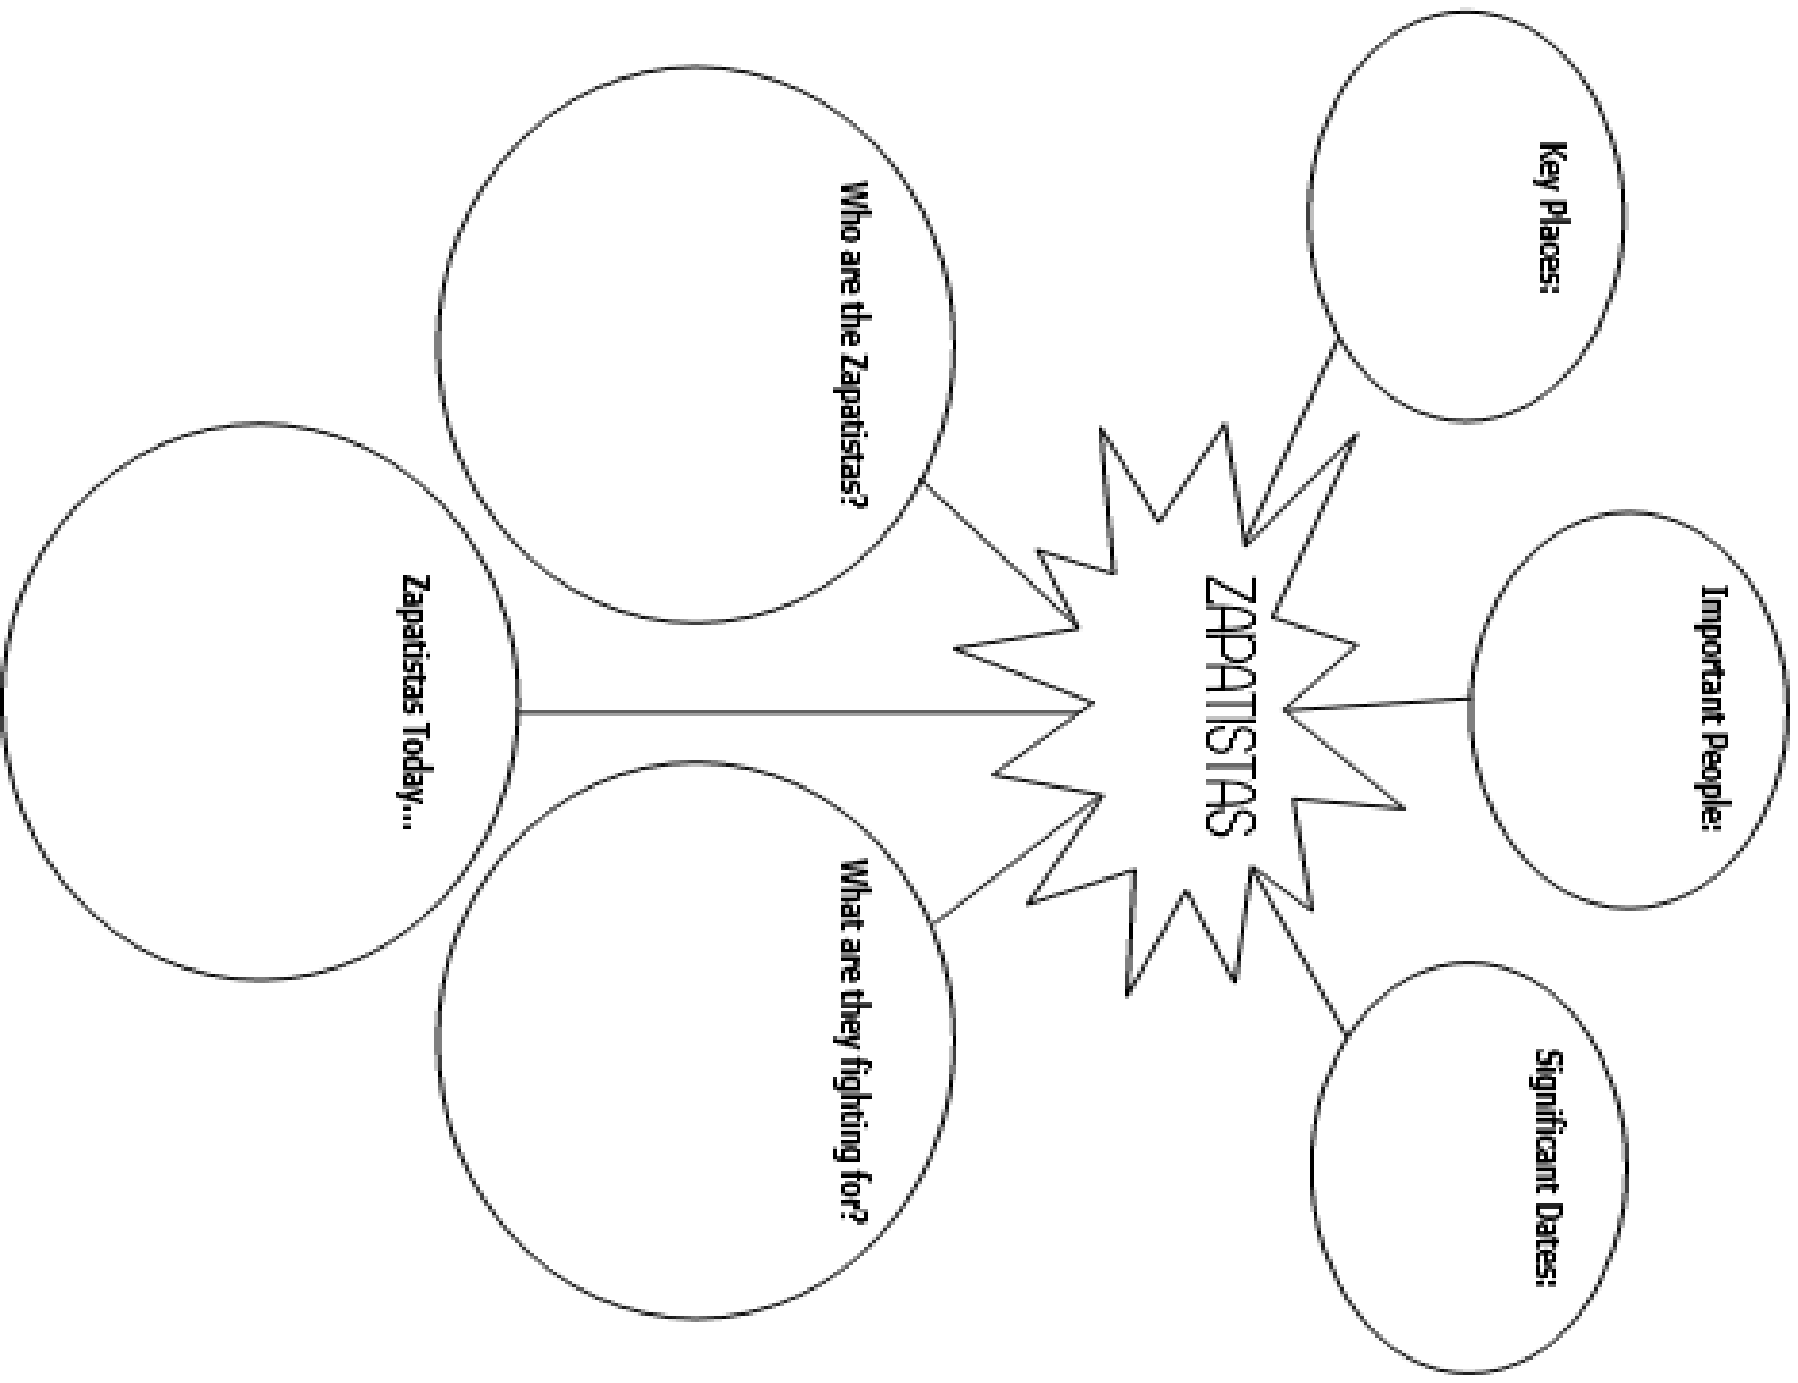 Important People:
Key Places:
Significant Dates:
ZAPATISTAS
Who are the Zapatistas?
What are they fighting for?
Zapatistas Today...